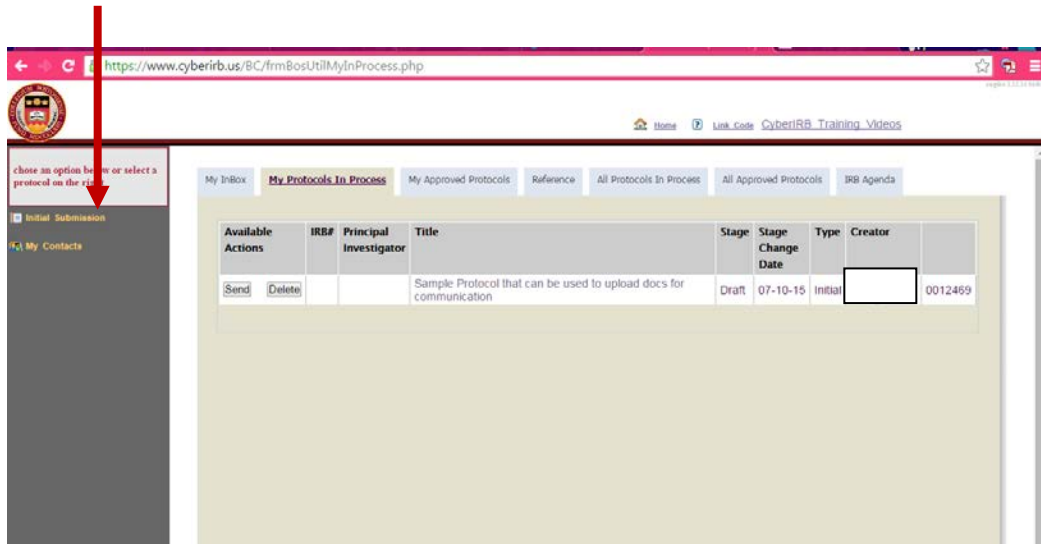 https://www.cyberirb.us/BC/frmBosUtilMyInProcess.php
Home Link Code CyberIRB Training Videos
chose an option below or select a
protocol on the right
Initial Submission
My Contacts
My InBox My Protocols In Process My Approved Protocols Reference All Protocols In Process All Approved Protocols IRB Agenda
Available Actions IRB# Principal Investigator Title Stage Stage Change Date Type Creator
Send Delete Sample Protocol that can be used to upload docs for communication Draft 07-10-15 Initial 0012469